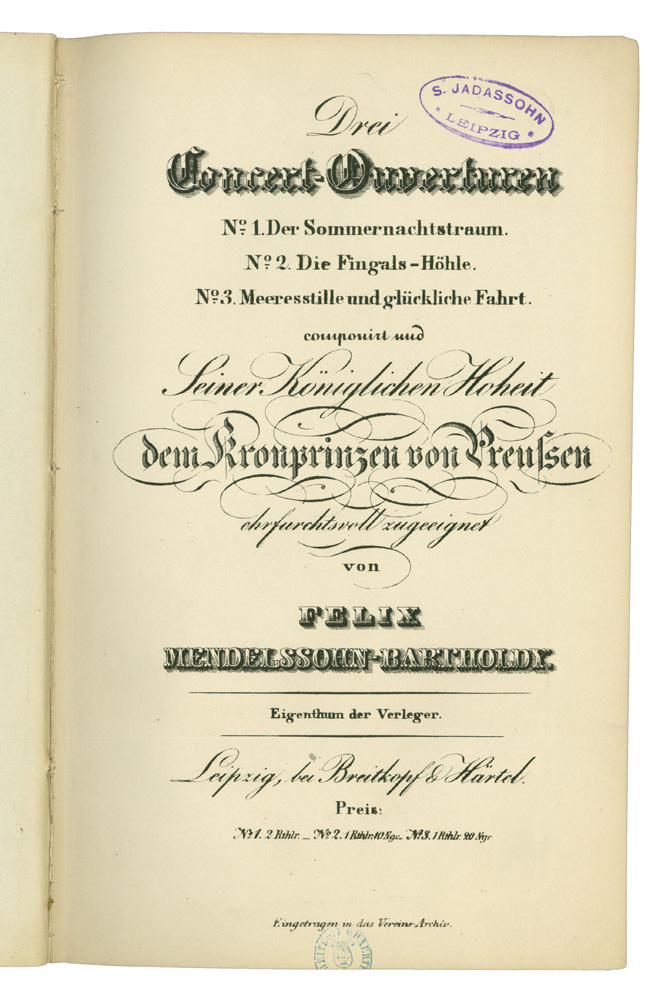 S. JADASSOHN
* LEIPZIG *
Drei
Concert-Ouverturen
No. 1. Der Sommernachtstraum.
No. 2. Die Fingals-Höhle.
No. 3. Meeresstille und glückliche Fahrt.
componirt und
Seiner Königlichen Hoheit
dem Kronprinzen von Preuſsen
ehrfurchtsvoll zugeeignet
von
FELIX
MENDELSSOHN-BARTHOLDY.
Eigenthum der Verleger.
Leipzig, bei Breitkopf & Härtel.
Preis:
No. 1. 2 Rthlr. _ No. 2. 1 Rthlr. 10 Ngr. _ No. 3. 1 Rthlr. 20 Ngr
Eingetragen in das Vereins-Archiv.